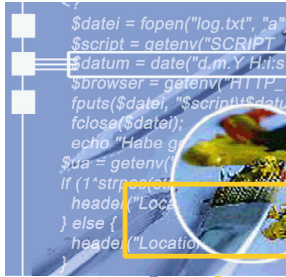 <?
$datei = fopen("log.txt", "a"
$script = getenv("SCRIPT_
$datum = date("d.m.Y H:i:s
$browser = getenv("HTTP_
fputs($datei, "$script\t$datu
fclose($datei);
echo "Habe g
$ua = getenv('
if (1*strpos(
header("Loca
} else {
header("Location
}